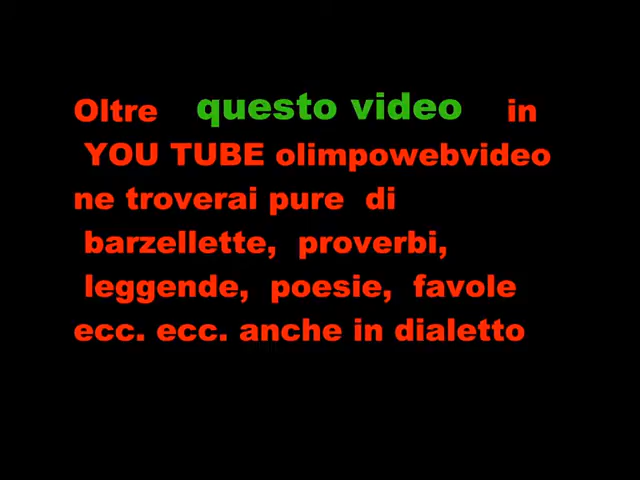 Oltre questo video in
YOU TUBE olimpowebvideo
ne troverai pure di
barzellette, proverbi,
leggende, poesie, favole
ecc. ecc. anche in dialetto